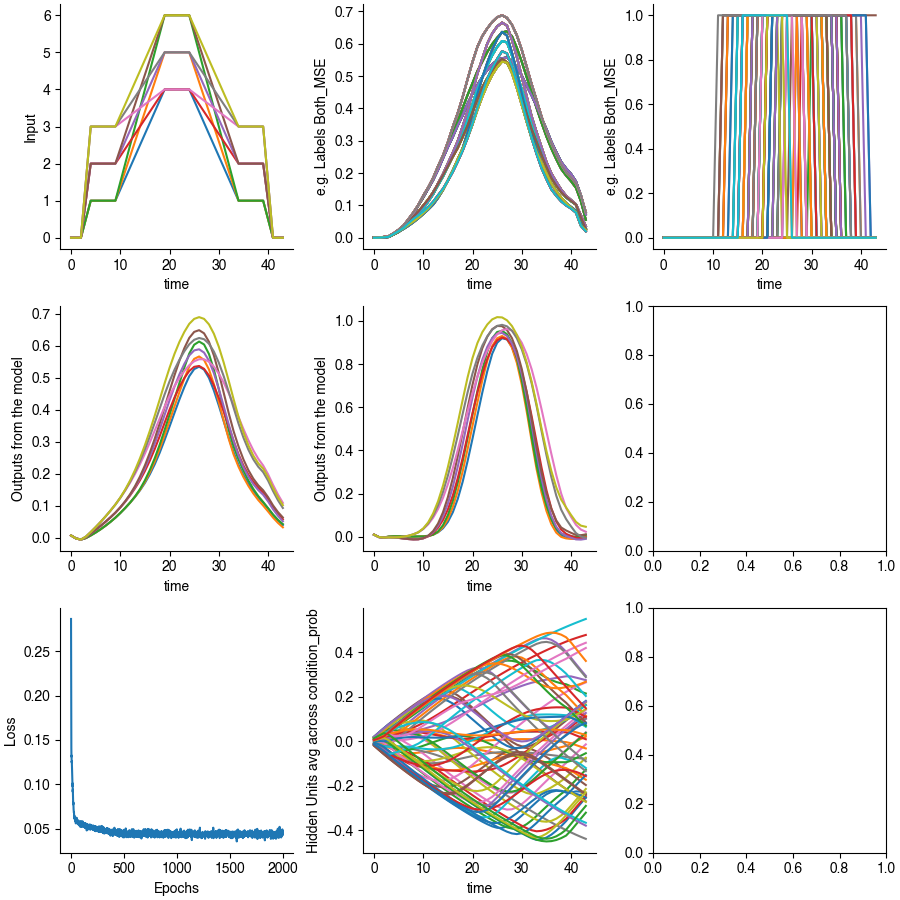 6
5
4
3
2
1
0
Input
0 10 20 30 40
time
0.7
0.6
0.5
0.4
0.3
0.2
0.1
0.0
e.g. Labels Both_MSE
0 10 20 30 40
time
1.0
0.8
0.6
0.4
0.2
0.0
e.g. Labels Both_MSE
0 10 20 30 40
time
0.7
0.6
0.5
0.4
0.3
0.2
0.1
0.0
Outputs from the model
0 10 20 30 40
time
1.0
0.8
0.6
0.4
0.2
0.0
Outputs from the model
0 10 20 30 40
time
1.0
0.8
0.6
0.4
0.2
0.0
0.0 0.2 0.4 0.6 0.8 1.0
0.25
0.20
0.15
0.10
0.05
Loss
0 500 1000 1500 2000
Epochs
0.4
0.2
0.0
−0.2
−0.4
Hidden Units avg across condition_prob
0 10 20 30 40
time
1.0
0.8
0.6
0.4
0.2
0.0
0.0 0.2 0.4 0.6 0.8 1.0